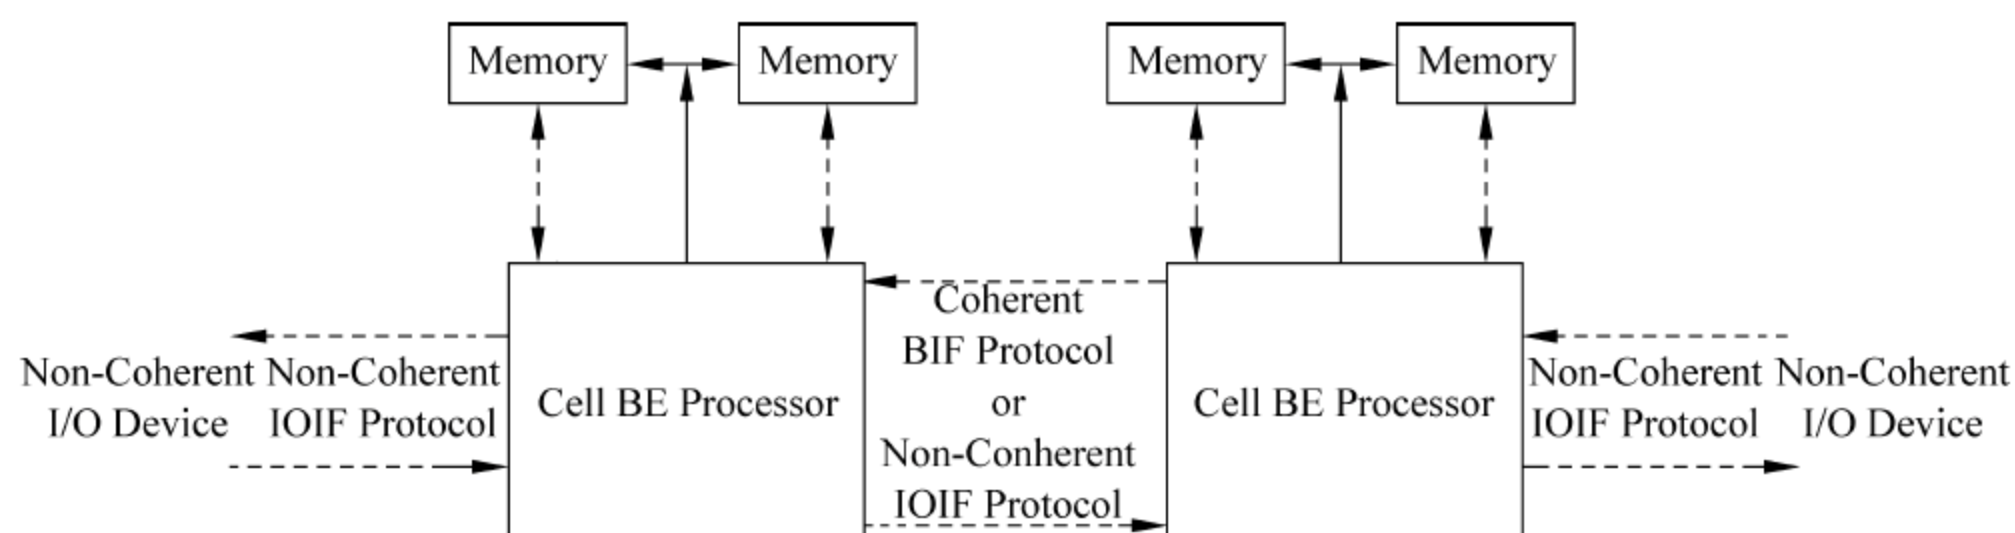 Memory
Memory
Memory
Memory
Non-Coherent
I/O Device
Non-Coherent
IOIF Protocol
Cell BE Processor
Coherent
BIF Protocol
or
Non-Conherent
IOIF Protocol
Cell BE Processor
Non-Coherent
IOIF Protocol
Non-Coherent
I/O Device